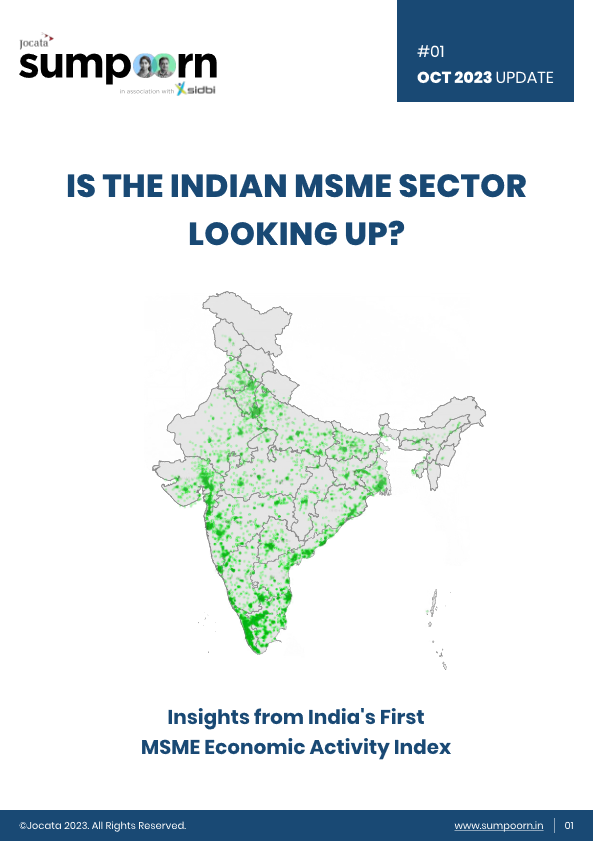 Jocata
sumpoorn
in association with sidbi
#01
OCT 2023 UPDATE
IS THE INDIAN MSME SECTOR
LOOKING UP?
Insights from India's First
MSME Economic Activity Index
©Jocata 2023. All Rights Reserved.
www.sumpoorn.in
01